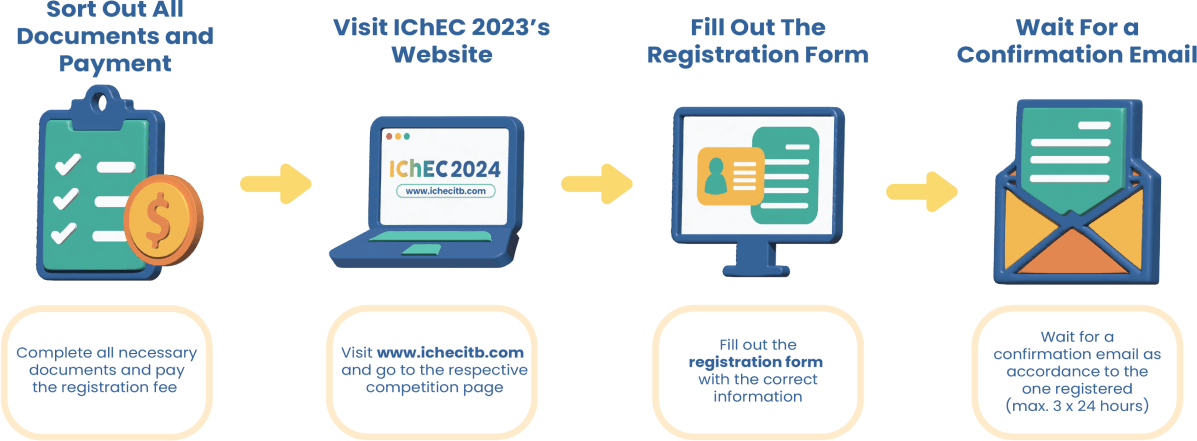 Sort Out All
Documents and
Payment
Visit IChEC 2023's
Website
Fill Out The
Registration Form
Wait For a
Confirmation Email
$
IChEC 2024
www.ichecitb.com
Complete all necessary
documents and pay
the registration fee
Visit www.ichecitb.com
and go to the respective
competition page
Fill out the
registration form
with the correct
information
Wait for a
confirmation email as
accordance to the
one registered
(max. 3 x 24 hours)